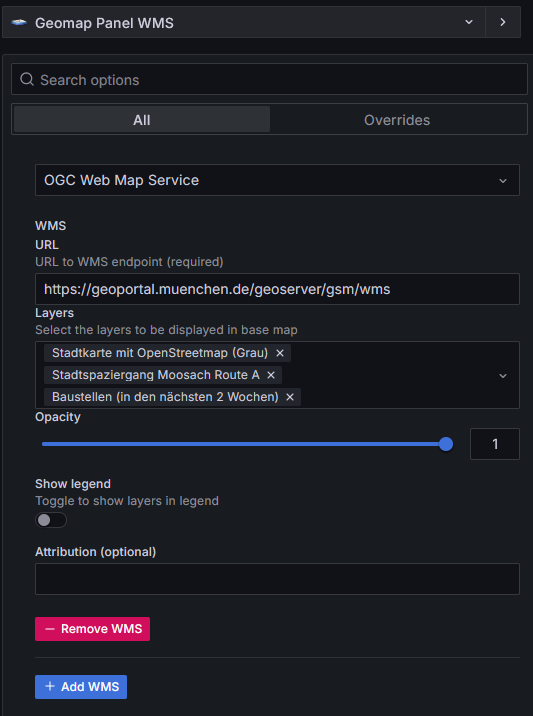 Geomap Panel WMS
Search options
All
Overrides
OGC Web Map Service
WMS
URL
URL to WMS endpoint (required)
https://geoportal.muenchen.de/geoserver/gsm/wms
Layers
Select the layers to be displayed in base map
Stadtkarte mit OpenStreetmap (Grau)
Stadtspaziergang Moosach Route A
Baustellen (in den nächsten 2 Wochen)
Opacity
1
Show legend
Toggle to show layers in legend
Attribution (optional)
Remove WMS
Add WMS